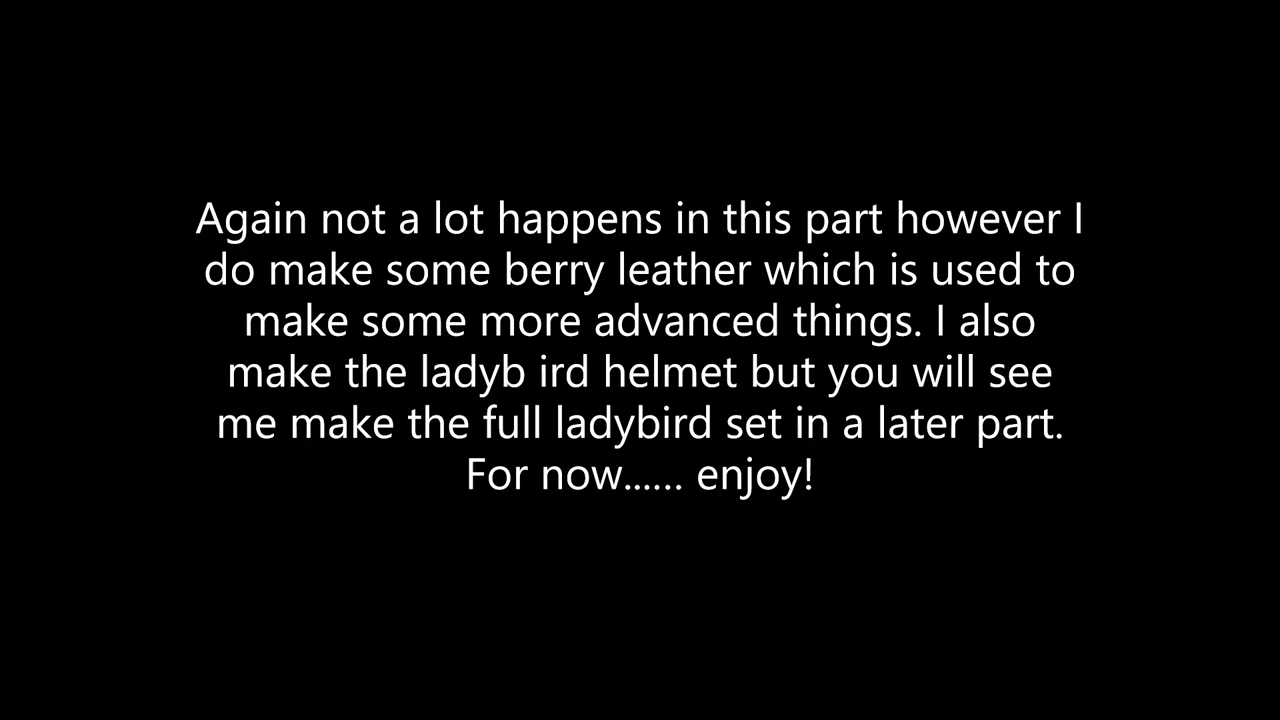 Again not a lot happens in this part however I
do make some berry leather which is used to
make some more advanced things. I also
make the ladyb ird helmet but you will see
me make the full ladybird set in a later part.
For now...... enjoy!